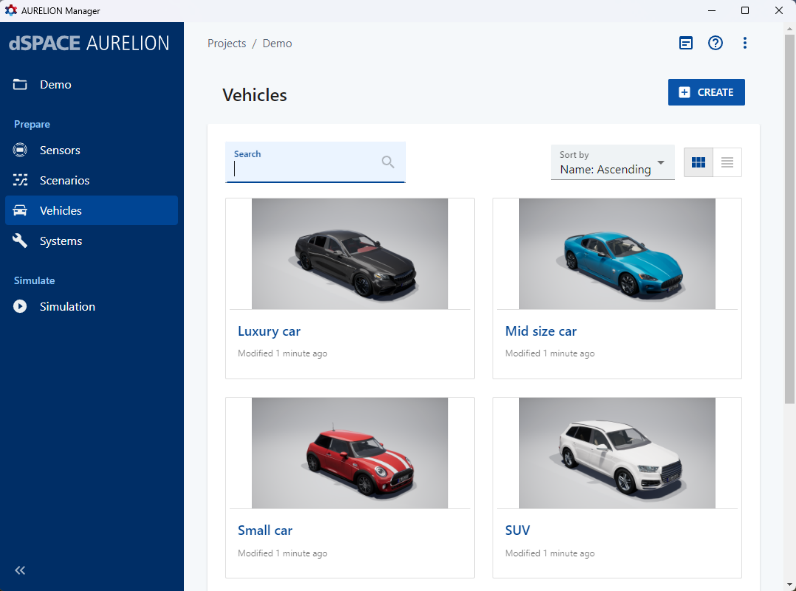 AURELION Manager
dSPACE AURELION
Demo
Prepare
Sensors
Scenarios
Vehicles
Systems
Simulate
Simulation
Projects / Demo
Vehicles
CREATE
Search
Sort by
Name: Ascending
Luxury car
Modified 1 minute ago
Mid size car
Modified 1 minute ago
Small car
Modified 1 minute ago
SUV
Modified 1 minute ago